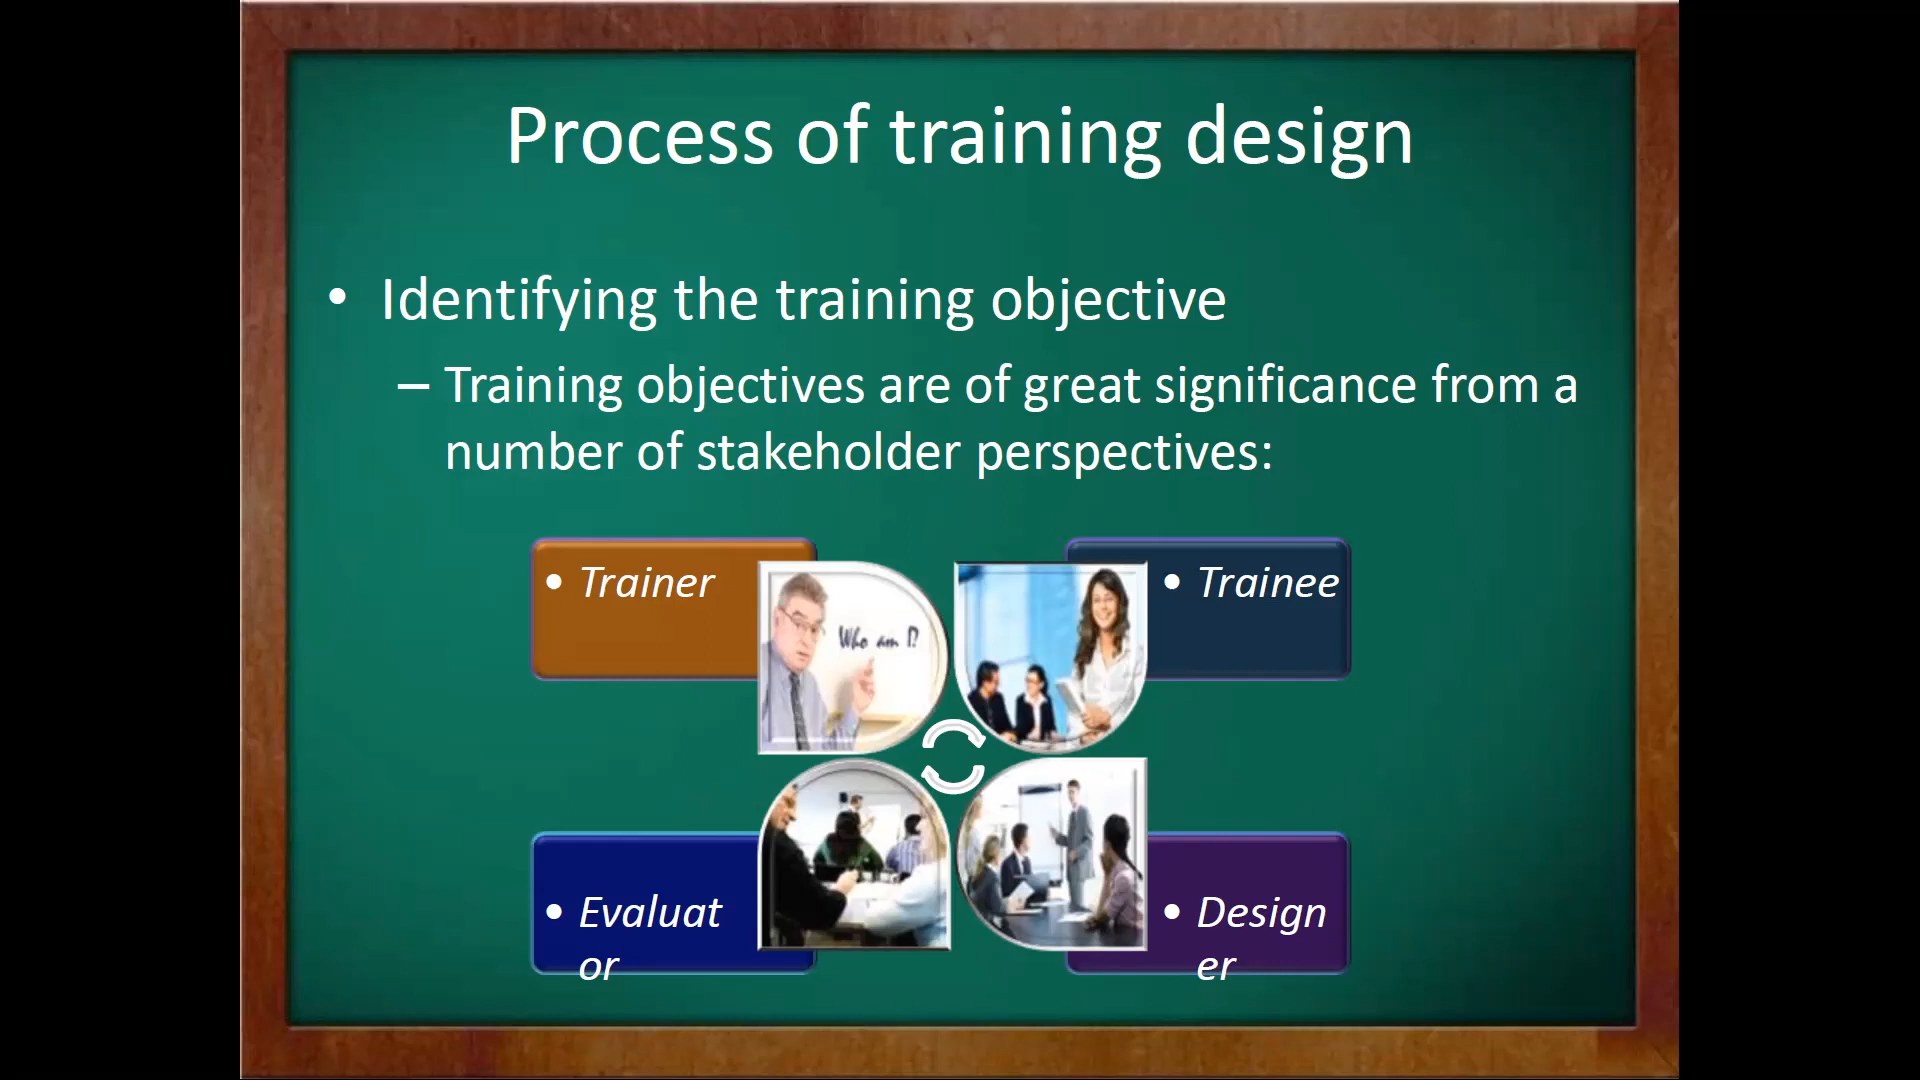 Process of training design
• Identifying the training objective
– Training objectives are of great significance from a
number of stakeholder perspectives:
• Trainer
Who am I?
• Trainee
• Evaluat
or
• Design
er